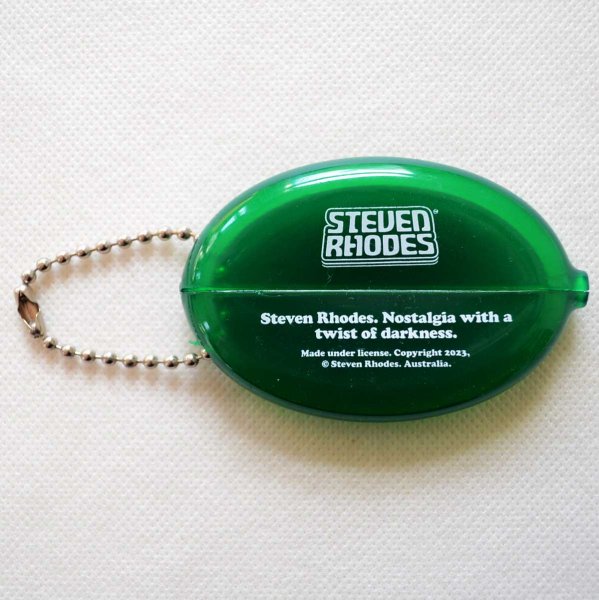 STEVEN
RHODES®
Steven Rhodes. Nostalgia with a
twist of darkness.
Made under license. Copyright 2023,
© Steven Rhodes. Australia.